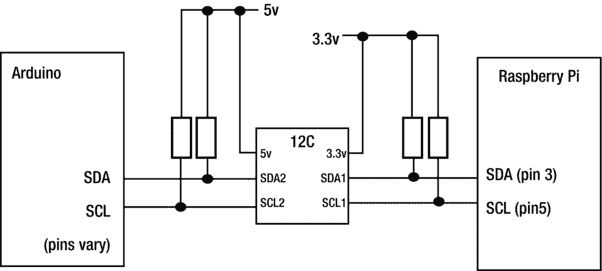 5v
3.3v
Arduino
Raspberry Pi
12C
5v
3.3v
SDA
SDA2
SDA1
SDA (pin 3)
SCL
SCL2
SCL1
SCL (pin5)
(pins vary)